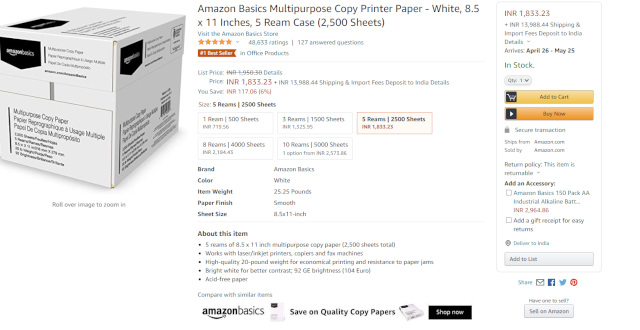 amazonbasics
Multipurpose Copy Paper
Papier Reprographique à Usage Multiple
Papel De Copia Multipropósito
amazonbasics
Multipurpose Copy Paper
Papier Reprographique à Usage Multiple
Papel De Copia Multipropósito
Roll over image to zoom in
Amazon Basics Multipurpose Copy Printer Paper - White, 8.5
x 11 Inches, 5 Ream Case (2,500 Sheets)
Visit the Amazon Basics Store
48,633 ratings | 127 answered questions
#1 Best Seller in Office Products
List Price: INR 1,950.30 Details
Price: INR 1,833.23 + INR 13,988.44 Shipping & Import Fees Deposit to India
Details
You Save: INR 117.06 (6%)
Size: 5 Reams | 2500 Sheets
1 Ream | 500 Sheets
INR 719.56
5 Reams | 1500 Sheets
INR 1,525.95
5 Reams | 2500 Sheets
INR 1,833.23
8 Reams | 4000 Sheets
INR 2,184.45
10 Reams | 5000 Sheets
1 option from INR 2,573.86
Brand Amazon Basics
Color White
Item Weight 25.25 Pounds
Paper Finish Smooth
Sheet Size 8.5x11-inch
About this item
• 5 reams of 8.5 x 11 inch multipurpose copy paper (2,500 sheets total)
• Works with laser/inkjet printers, copiers and fax machines
• High-quality 20-pound weight for economical printing and resistance to paper jams
• Bright white for better contrast; 92 GE brightness (104 Euro)
• Acid-free paper
Compare with similar items
amazonbasics Save on Quality Copy Papers Shop now
INR 1,833.23
+ INR 13,988.44 Shipping &
Import Fees Deposit to India
Details
Arrives: April 26 - May 25
In Stock.
Qty: 1
Add to Cart
Buy Now
Secure transaction
Ships from Amazon.com
Sold by Amazon.com
Return policy: This item is
returnable
Add an Accessory:
Amazon Basics 150 Pack AA
Industrial Alkaline Batt...
INR 2,964.86
Add a gift receipt for easy
returns
Deliver to India
Add to List
Share
Have one to sell?
Sell on Amazon